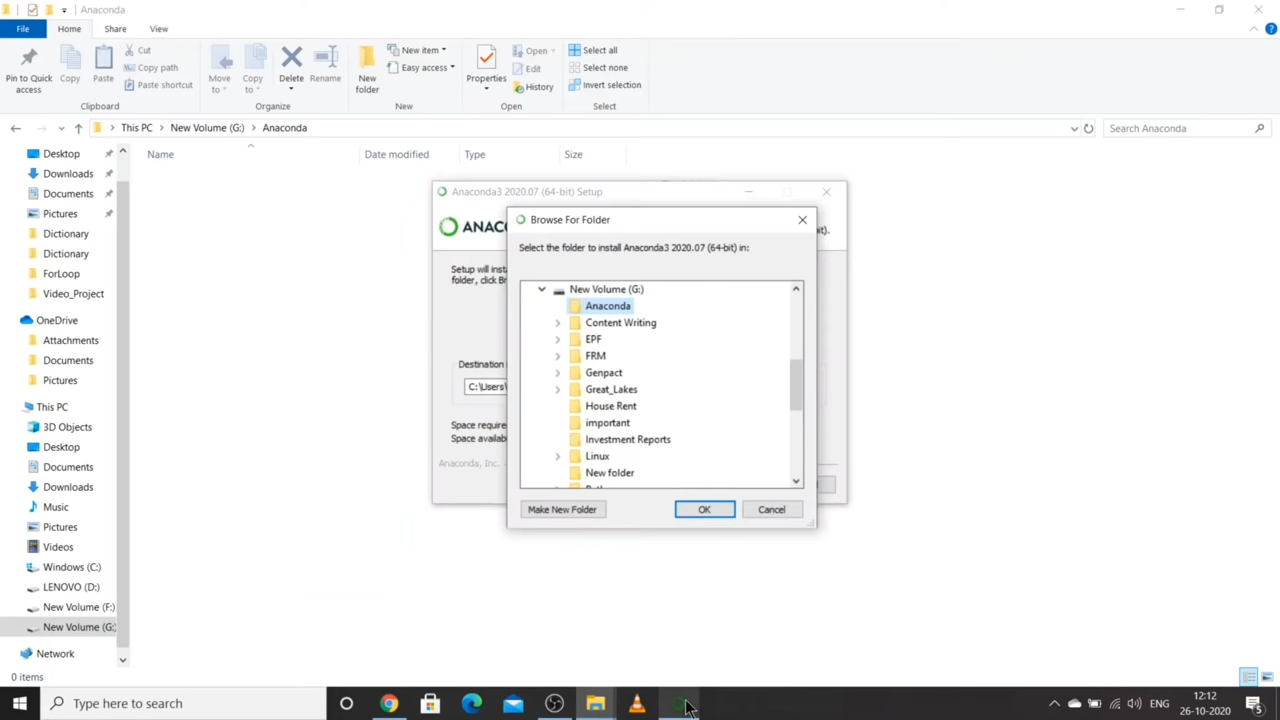 Anaconda
File
Home
Share
View
Pin to Quick access
Copy
Paste
Cut
Copy path
Paste shortcut
Clipboard
Move to
Copy to
Delete
Rename
Organize
New folder
New item
Easy access
New
Properties
Open
Edit
History
Open
Select all
Select none
Invert selection
Select
This PC > New Volume (G:) > Anaconda
Search Anaconda
Name
Date modified
Type
Size
Desktop
Downloads
Documents
Pictures
Dictionary
Dictionary
ForLoop
Video_Project
OneDrive
Attachments
Documents
Pictures
This PC
3D Objects
Desktop
Documents
Downloads
Music
Pictures
Videos
Windows (C:)
LENOVO (D:)
New Volume (F:)
New Volume (G:)
Network
0 items
Anaconda3 2020.07 (64-bit) Setup
Setup will
folder, click
Destination
C:\Users\
Space
Space
Anaconda, Inc.
Browse For Folder
Select the folder to install Anaconda3 2020.07 (64-bit) in:
New Volume (G:)
Anaconda
Content Writing
EPF
FRM
Genpact
Great_Lakes
House Rent
important
Investment Reports
Linux
New folder
Make New Folder
OK
Cancel
Type here to search
ENG
12:12
26-10-2020
5